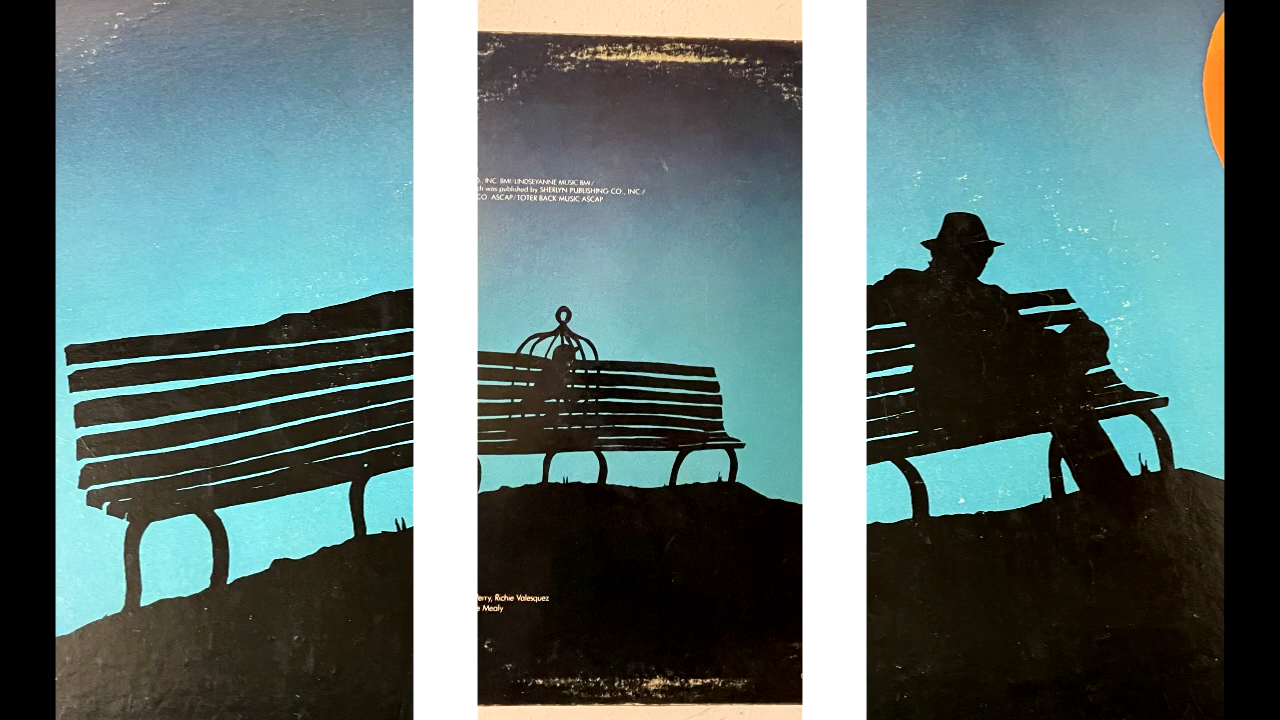 ., INC. BMI/LINDSEYANNE MUSIC BMI/
ch was published by SHERLYN PUBLISHING CO., INC./
CO. ASCAP/TOTER BACK MUSIC ASCAP
erry, Richie Valesquez
e Mealy